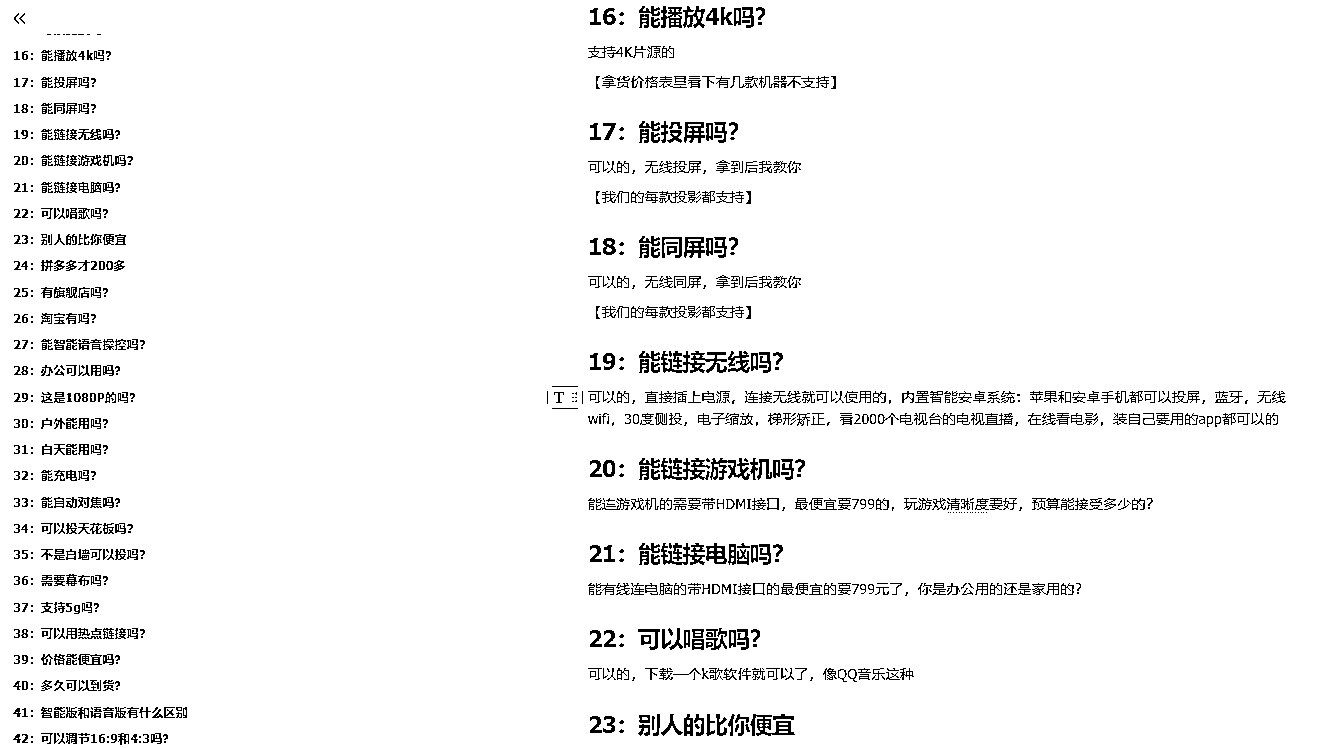 «
16：能播放4k吗?
17：能投屏吗?
18：能同屏吗?
19：能链接无线吗?
20：能链接游戏机吗?
21：能链接电脑吗?
22：可以唱歌吗?
23：别人的比你便宜
24：拼多多才200多
25：有旗舰店吗?
26：淘宝有吗?
27：能智能语音操控吗?
28：办公可以用吗?
29：这是1080P的吗?
30：户外能用吗?
31：白天能用吗?
32：能充电吗?
33：能自动对焦吗?
34：可以投天花板吗?
35：不是白墙可以投吗?
36：需要幕布吗?
37：支持5g吗?
38：可以用热点链接吗?
39：价格能便宜吗?
40：多久可以到货?
41：智能版和语音版有什么区别
42：可以调节16:9和4:3吗?
16：能播放4k吗?
支持4K片源的
【拿货价格表里看下有几款机器不支持】
17：能投屏吗?
可以的，无线投屏，拿到后我教你
【我们的每款投影都支持】
18：能同屏吗?
可以的，无线同屏，拿到后我教你
【我们的每款投影都支持】
19：能链接无线吗?
T
可以的，直接插上电源，连接无线就可以使用的，内置智能安卓系统：苹果和安卓手机都可以投屏，蓝牙，无线
wifi，30度侧投，电子缩放，梯形矫正，看2000个电视台的电视直播，在线看电影，装自己要用的app都可以的
20：能链接游戏机吗?
能连游戏机的需要带HDMI接口，最便宜要799的，玩游戏清晰度要好，预算能接受多少的?
21：能链接电脑吗?
能有线连电脑的带HDMI接口的最便宜的要799元了，你是办公用的还是家用的?
22：可以唱歌吗?
可以的，下载一个k歌软件就可以了，像QQ音乐这种
23：别人的比你便宜